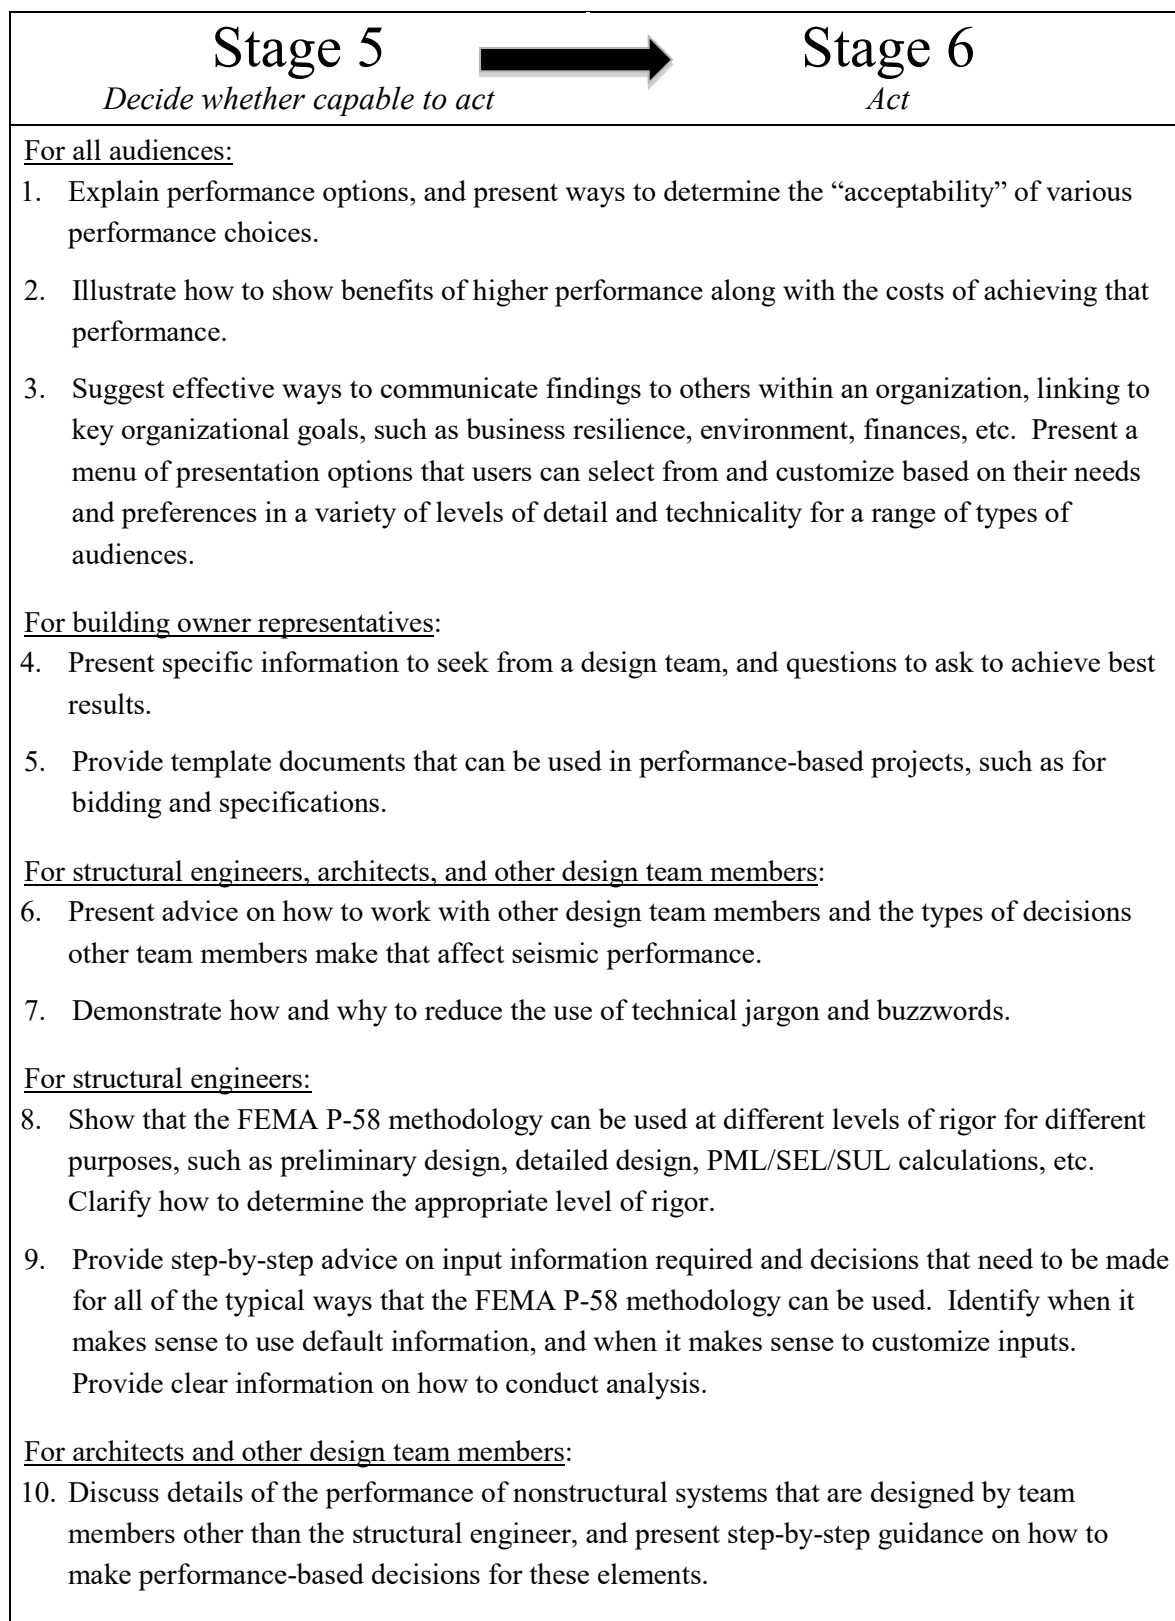 Stage 5 Stage 6
Decide whether capable to act Act
For all audiences:
1. Explain performance options, and present ways to determine the “acceptability” of various
performance choices.
2. Illustrate how to show benefits of higher performance along with the costs of achieving that
performance.
3. Suggest effective ways to communicate findings to others within an organization, linking to
key organizational goals, such as business resilience, environment, finances, etc. Present a
menu of presentation options that users can select from and customize based on their needs
and preferences in a variety of levels of detail and technicality for a range of types of
audiences.
For building owner representatives:
4. Present specific information to seek from a design team, and questions to ask to achieve best
results.
5. Provide template documents that can be used in performance-based projects, such as for
bidding and specifications.
For structural engineers, architects, and other design team members:
6. Present advice on how to work with other design team members and the types of decisions
other team members make that affect seismic performance.
7. Demonstrate how and why to reduce the use of technical jargon and buzzwords.
For structural engineers:
8. Show that the FEMA P-58 methodology can be used at different levels of rigor for different
purposes, such as preliminary design, detailed design, PML/SEL/SUL calculations, etc.
Clarify how to determine the appropriate level of rigor.
9. Provide step-by-step advice on input information required and decisions that need to be made
for all of the typical ways that the FEMA P-58 methodology can be used. Identify when it
makes sense to use default information, and when it makes sense to customize inputs.
Provide clear information on how to conduct analysis.
For architects and other design team members:
10. Discuss details of the performance of nonstructural systems that are designed by team
members other than the structural engineer, and present step-by-step guidance on how to
make performance-based decisions for these elements.